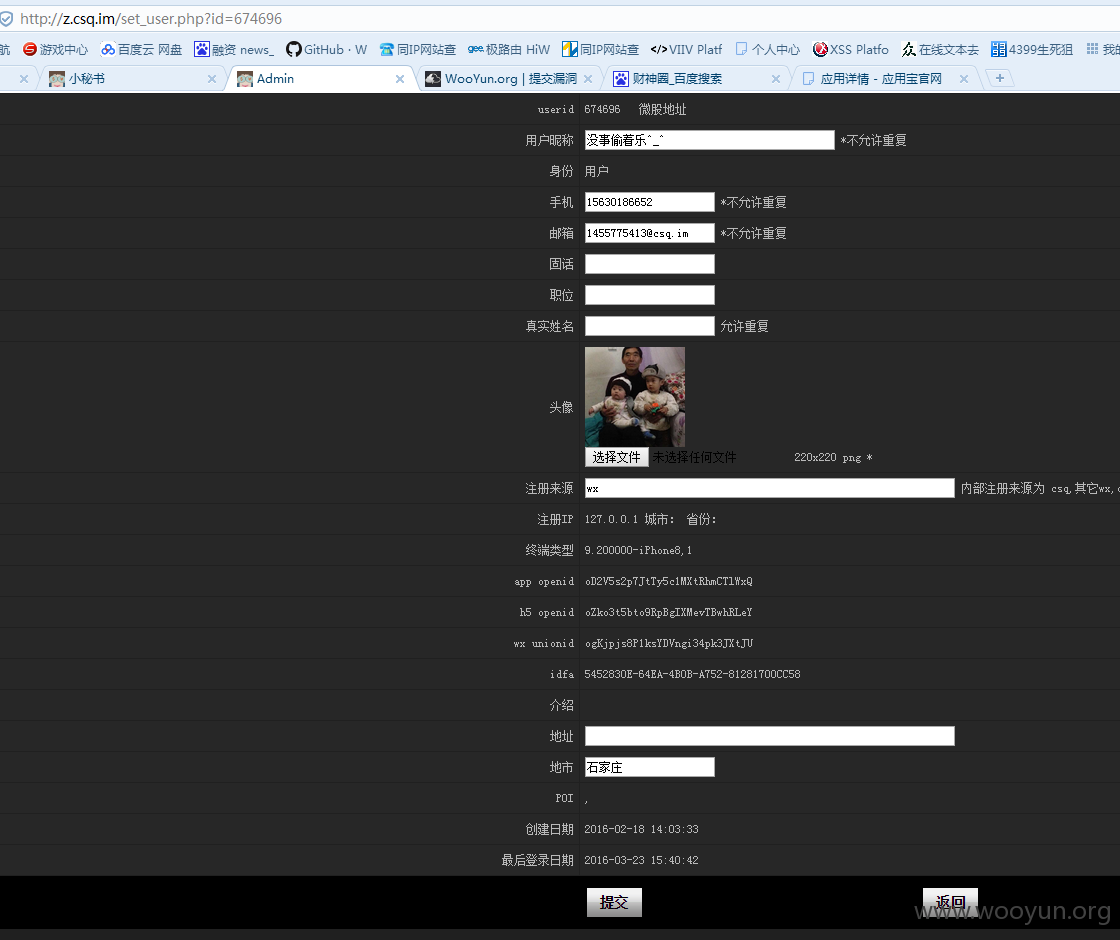 http://z.csq.im/set_user.php?id=674696
航 游戏中心 百度云 网盘 融资 news_ GitHub · W 同IP网站查 极路由 HiW 同IP网站查 </> VIIV Platf 个人中心 XSS Platfo 在线文本去 4399生死狙 我的
小秘书 Admin WooYun.org | 提交漏洞 财神圈_百度搜索 应用详情 - 应用宝官网
userid 674696 微股地址
用户昵称 没事偷着乐^_^ *不允许重复
身份 用户
手机 15630186652 *不允许重复
邮箱 1455775413@csq.im *不允许重复
固话
职位
真实姓名 允许重复
头像
选择文件 未选择任何文件 220x220 png *
注册来源 wx 内部注册来源为 csq,其它wx,
注册IP 127.0.0.1 城市: 省份:
终端类型 9.200000-iPhone8,1
app openid oD2V5s2p7JtTy5c1MXtRhmCTlWxQ
h5 openid oZko3t5bto9RpBgIXMevTBwhRLeY
wx unionid ogKjpjs8P1ksYDVngi34pk3JXtJU
idfa 5452830E-64EA-4B0B-A752-81281700CC58
介绍
地址
地市 石家庄
POI ,
创建日期 2016-02-18 14:03:33
最后登录日期 2016-03-23 15:40:42
提交 返回
www.wooyun.org